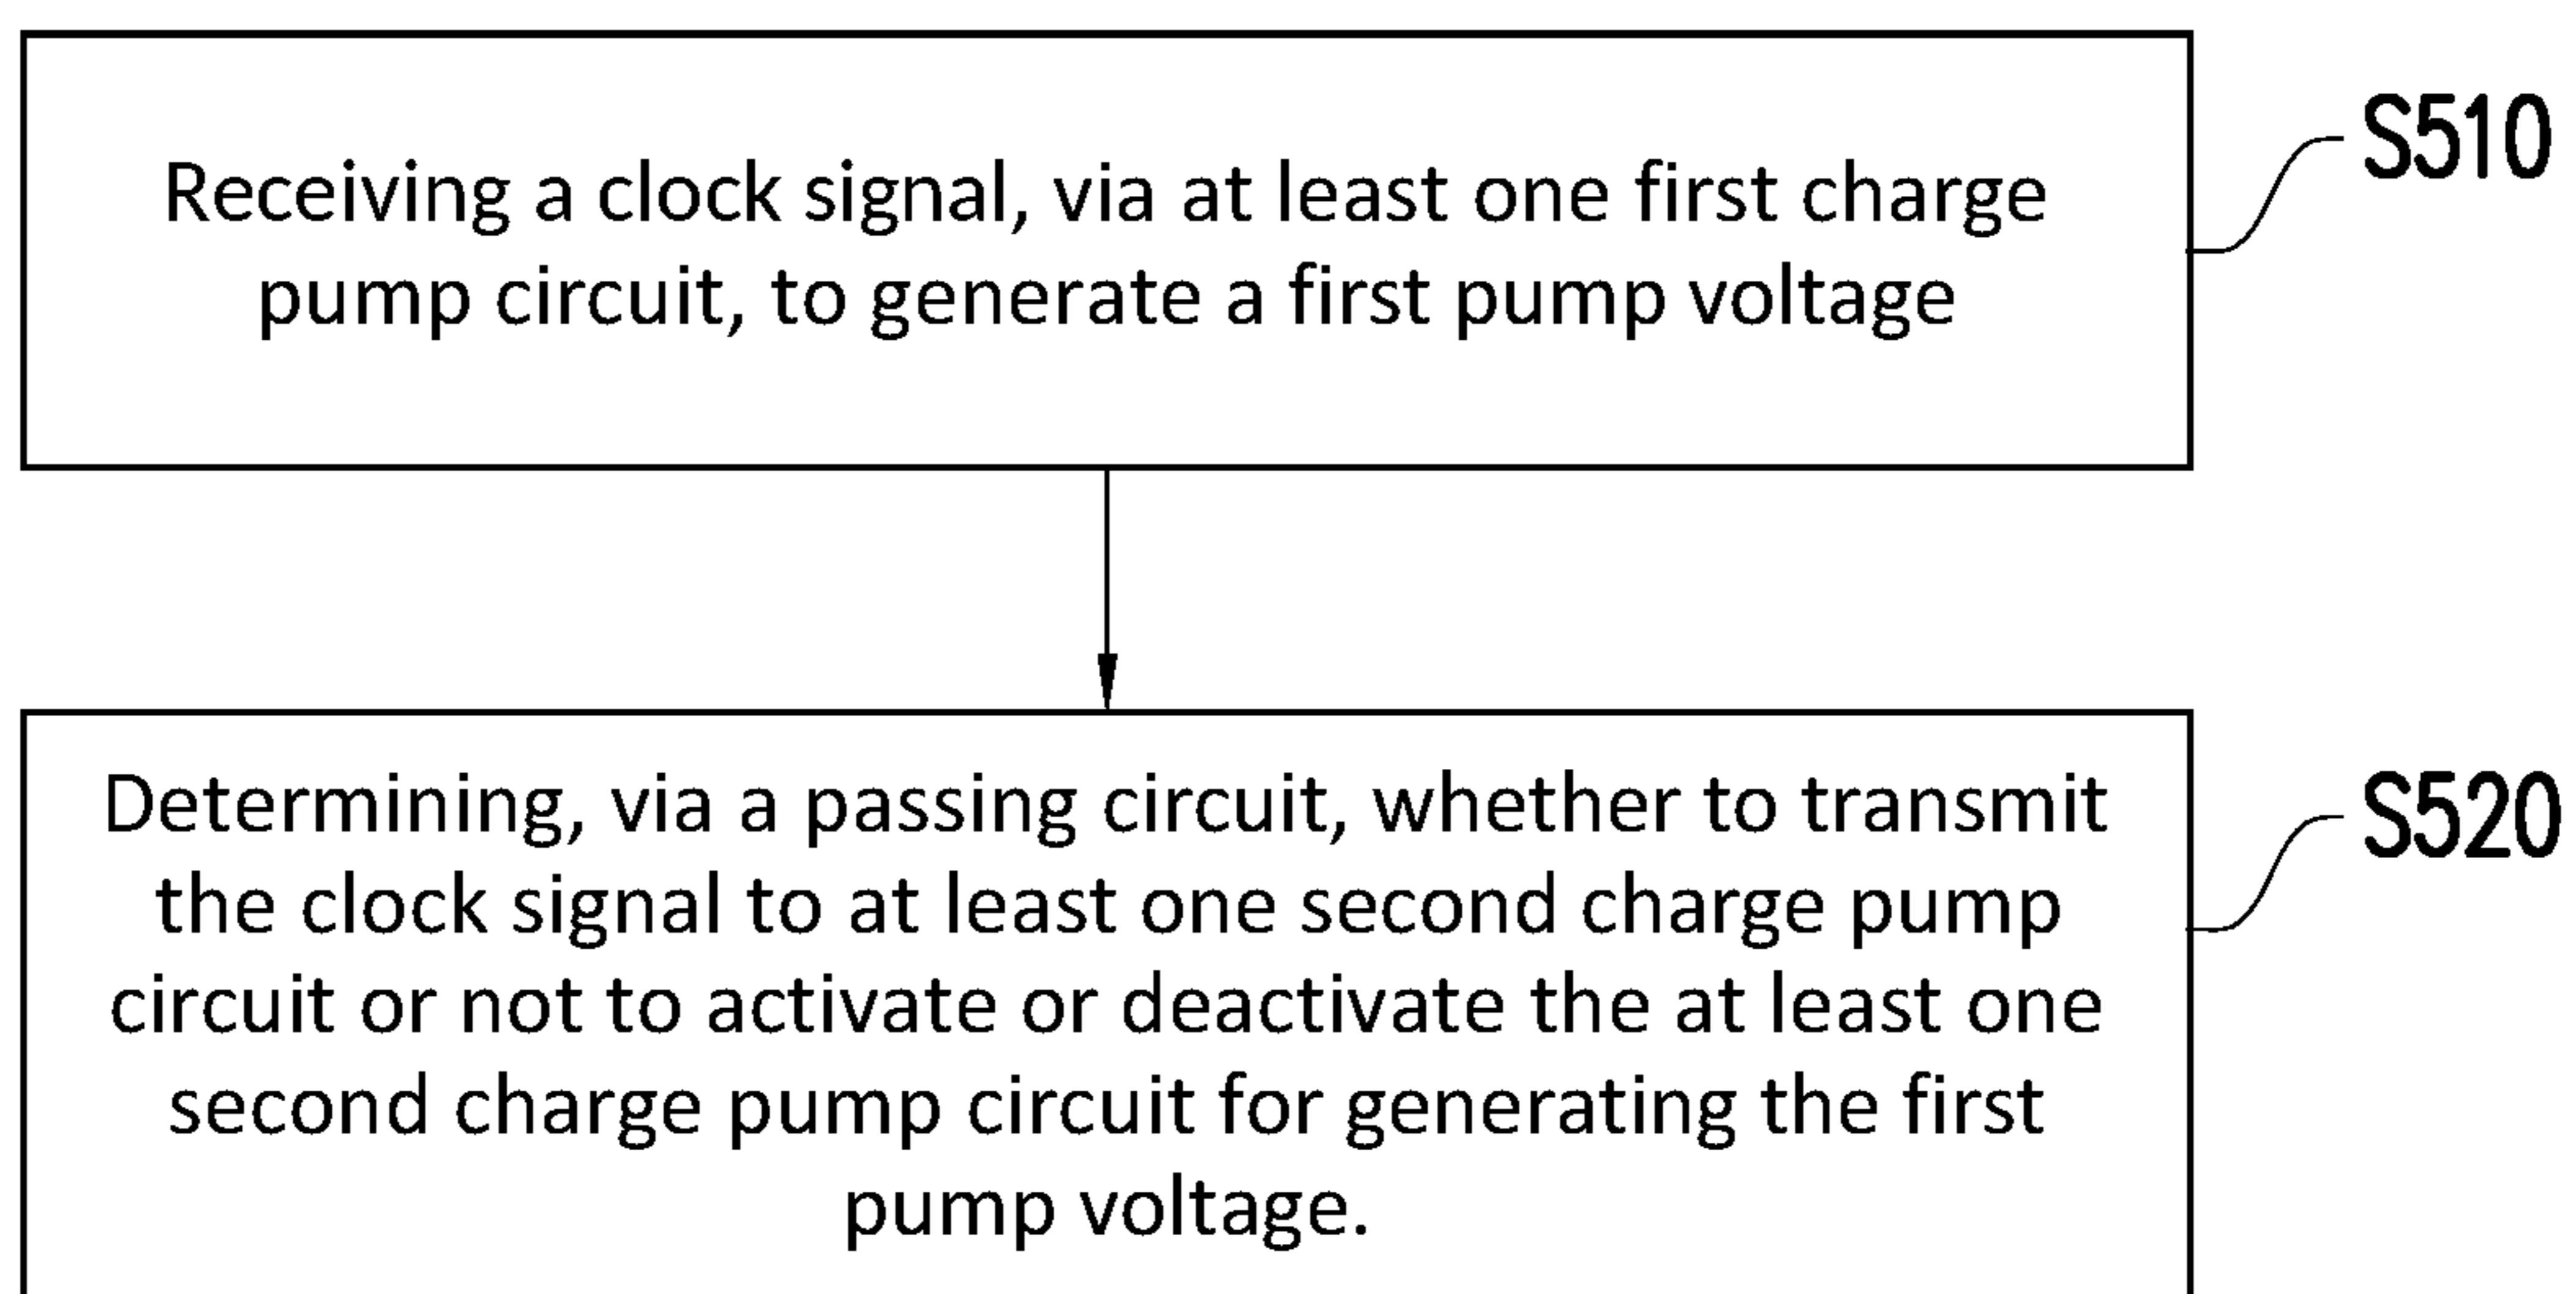 Receiving a clock signal, via at least one first charge
pump circuit, to generate a first pump voltage
S510
Determining, via a passing circuit, whether to transmit
the clock signal to at least one second charge pump
circuit or not to activate or deactivate the at least one
second charge pump circuit for generating the first
pump voltage.
S520